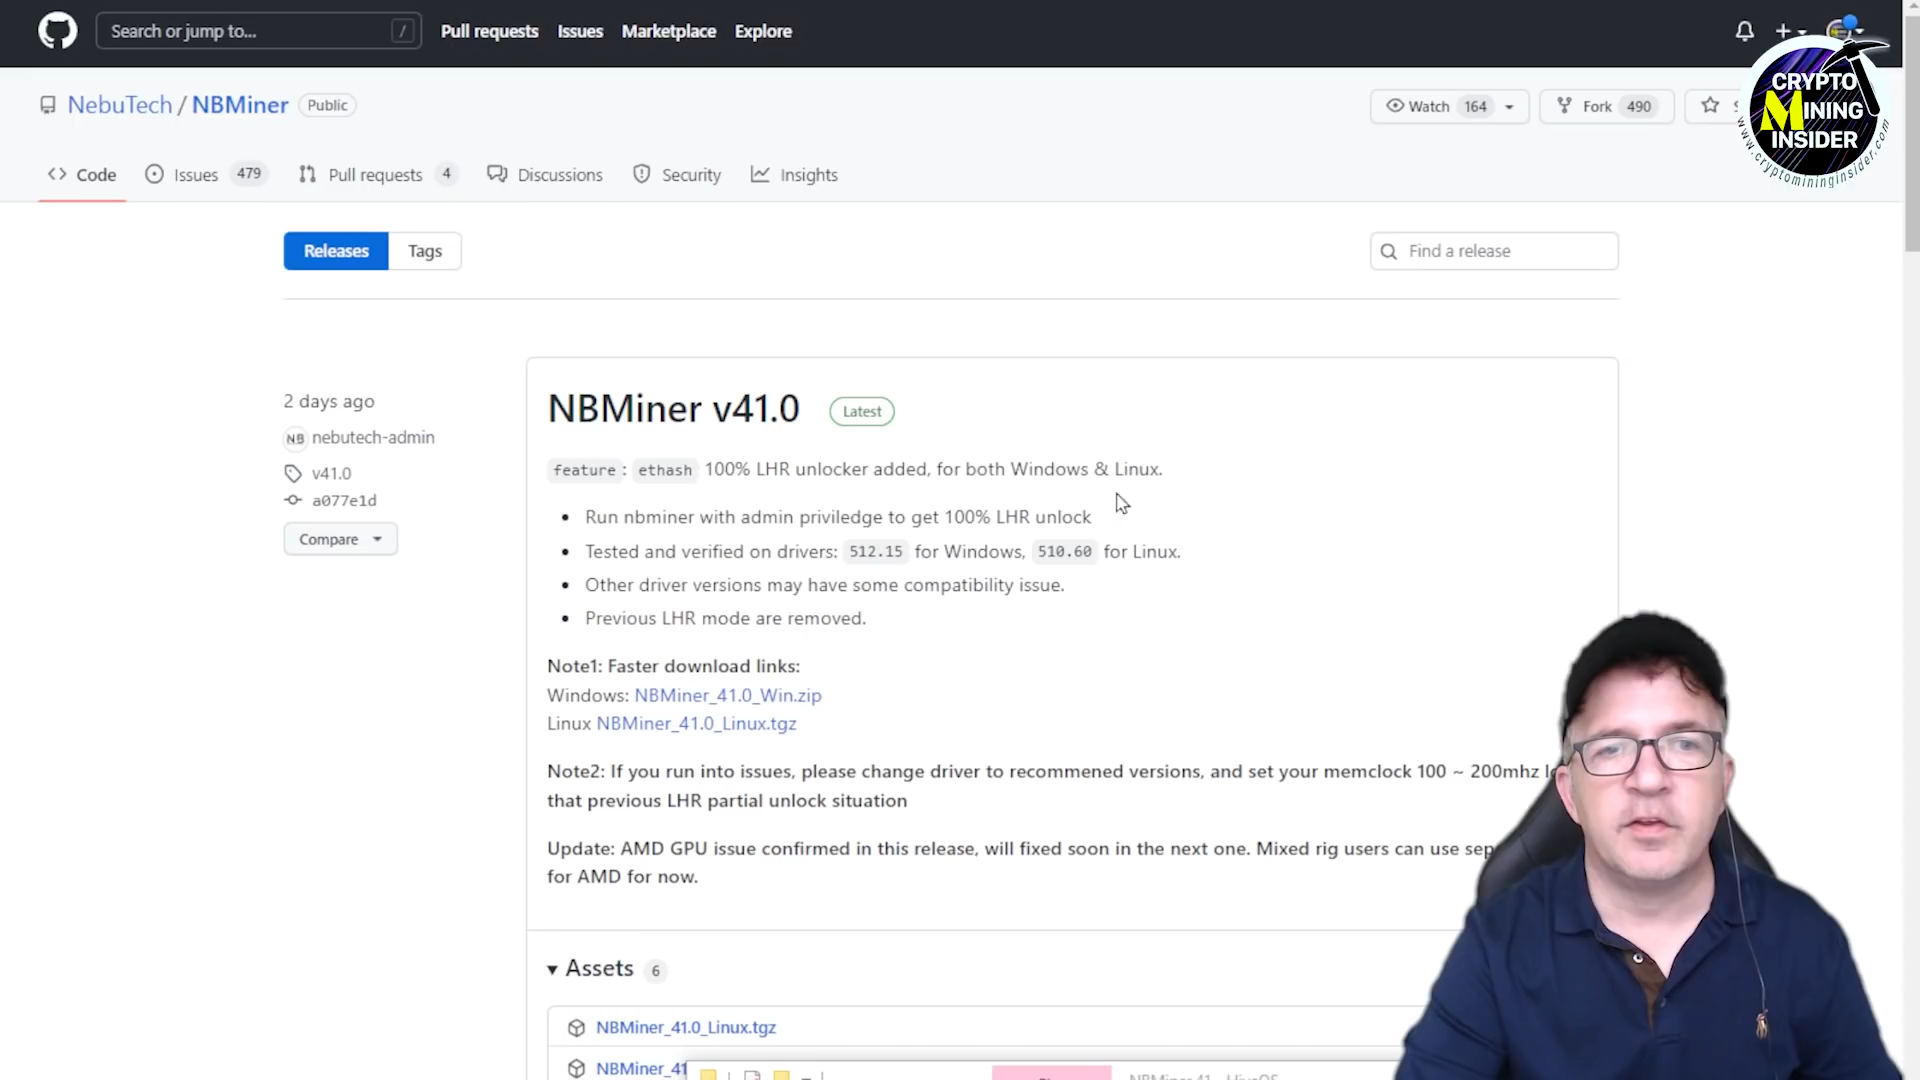 Search or jump to... /
Pull requests Issues Marketplace Explore
CRYPTO
MINING
INSIDER
www.cryptomininginsider.com
NebuTech / NBMiner Public
Watch 164 Fork 490
Code Issues 479 Pull requests 4 Discussions Security Insights
Releases Tags Find a release
2 days ago
NB nebutech-admin
v41.0
a077e1d
Compare
NBMiner v41.0 Latest
feature : ethash 100% LHR unlocker added, for both Windows & Linux.
Run nbminer with admin priviledge to get 100% LHR unlock
Tested and verified on drivers: 512.15 for Windows, 510.60 for Linux.
Other driver versions may have some compatibility issue.
Previous LHR mode are removed.
Note1: Faster download links:
Windows: NBMiner_41.0_Win.zip
Linux NBMiner_41.0_Linux.tgz
Note2: If you run into issues, please change driver to recommened versions, and set your memclock 100 ~ 200mhz
that previous LHR partial unlock situation
Update: AMD GPU issue confirmed in this release, will fixed soon in the next one. Mixed rig users can use
for AMD for now.
Assets 6
NBMiner_41.0_Linux.tgz
NBMiner_41